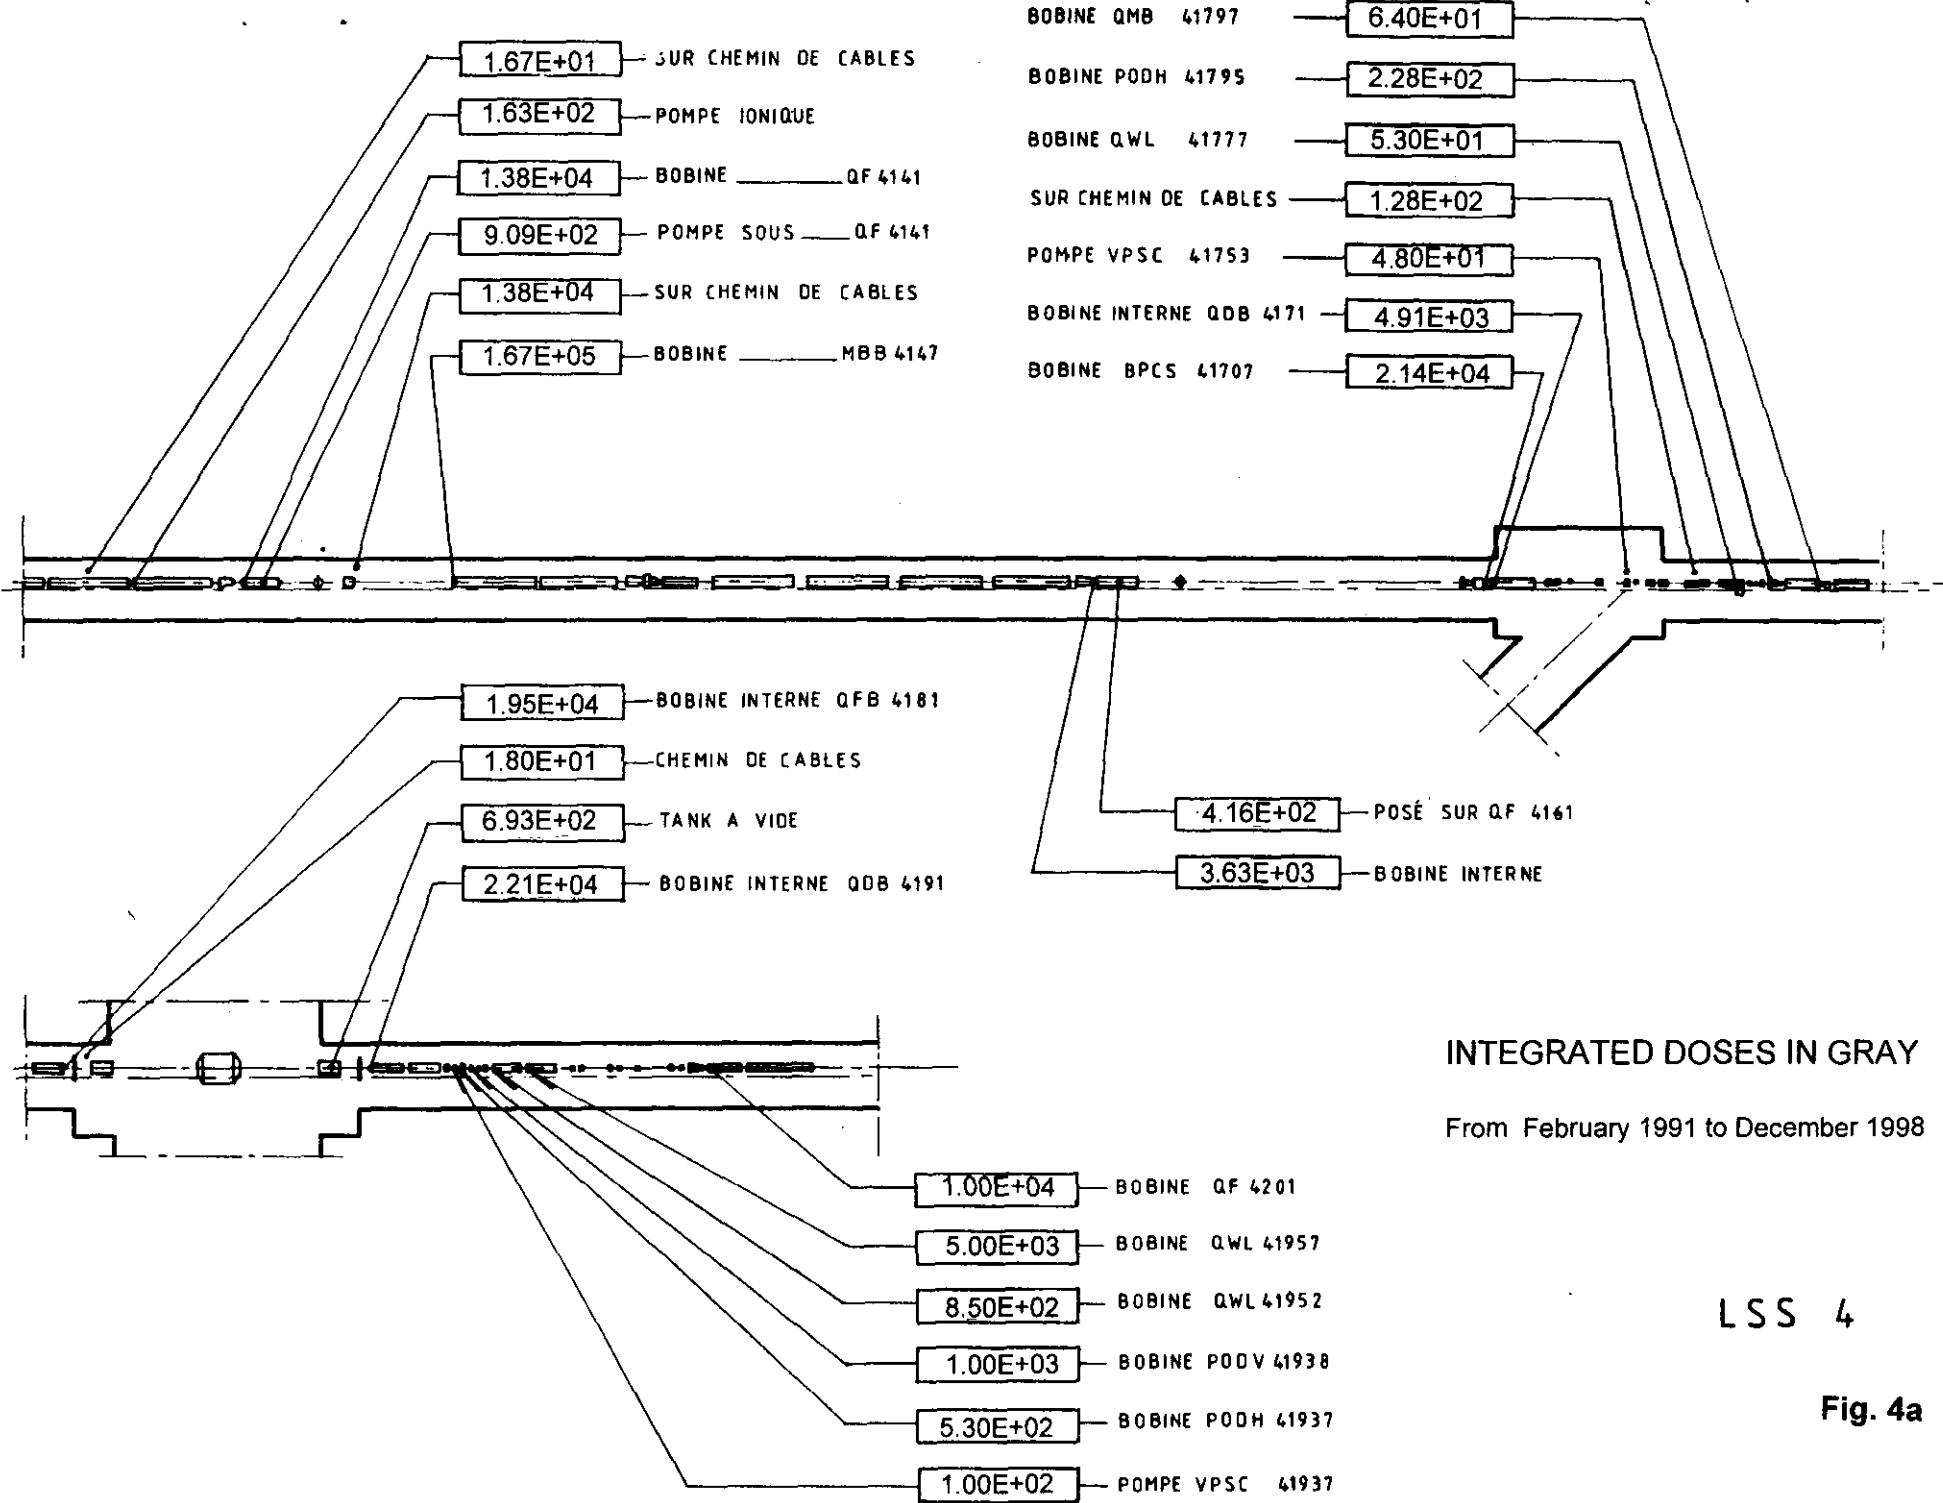 1.67E+01 SUR CHEMIN DE CABLES
1.63E+02 POMPE IONIQUE
1.38E+04 BOBINE QF 4141
9.09E+02 POMPE SOUS QF 4141
1.38E+04 SUR CHEMIN DE CABLES
1.67E+05 BOBINE MBB 4147
BOBINE QMB 41797 6.40E+01
BOBINE PODH 41795 2.28E+02
BOBINE QWL 41777 5.30E+01
SUR CHEMIN DE CABLES 1.28E+02
POMPE VPSC 41753 4.80E+01
BOBINE INTERNE QDB 4171 4.91E+03
BOBINE BPCS 41707 2.14E+04
1.95E+04 BOBINE INTERNE QFB 4181
1.80E+01 CHEMIN DE CABLES
6.93E+02 TANK A VIDE
2.21E+04 BOBINE INTERNE QDB 4191
4.16E+02 POSÉ SUR QF 4161
3.63E+03 BOBINE INTERNE
1.00E+04 BOBINE QF 4201
5.00E+03 BOBINE QWL 41957
8.50E+02 BOBINE QWL 41952
1.00E+03 BOBINE PODV 41938
5.30E+02 BOBINE PODH 41937
1.00E+02 POMPE VPSC 41937
INTEGRATED DOSES IN GRAY
From February 1991 to December 1998
LSS 4
Fig. 4a